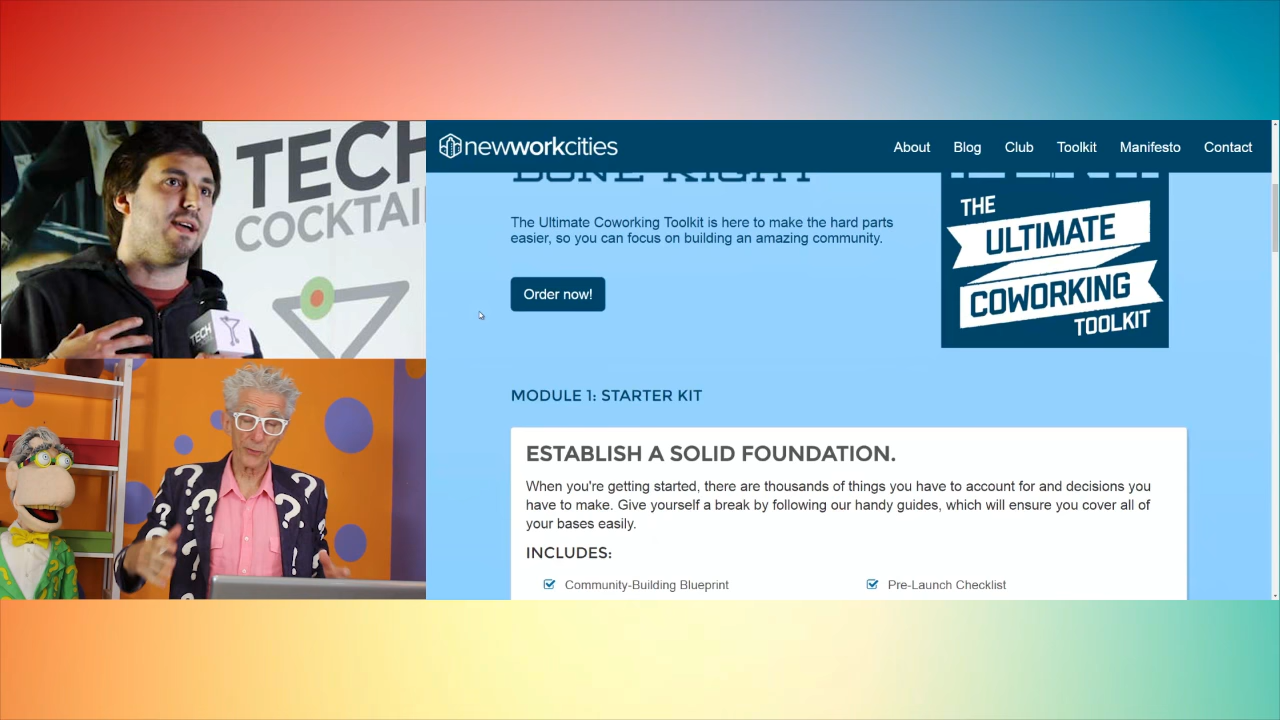 TECH
COCKTAI
TECH
newworkcities
About Blog Club Toolkit Manifesto Contact
DONE RIGHT
The Ultimate Coworking Toolkit is here to make the hard parts
easier, so you can focus on building an amazing community.
Order now!
THE
ULTIMATE
COWORKING
TOOLKIT
MODULE 1: STARTER KIT
ESTABLISH A SOLID FOUNDATION.
When you're getting started, there are thousands of things you have to account for and decisions you
have to make. Give yourself a break by following our handy guides, which will ensure you cover all of
your bases easily.
INCLUDES:
Community-Building Blueprint
Pre-Launch Checklist